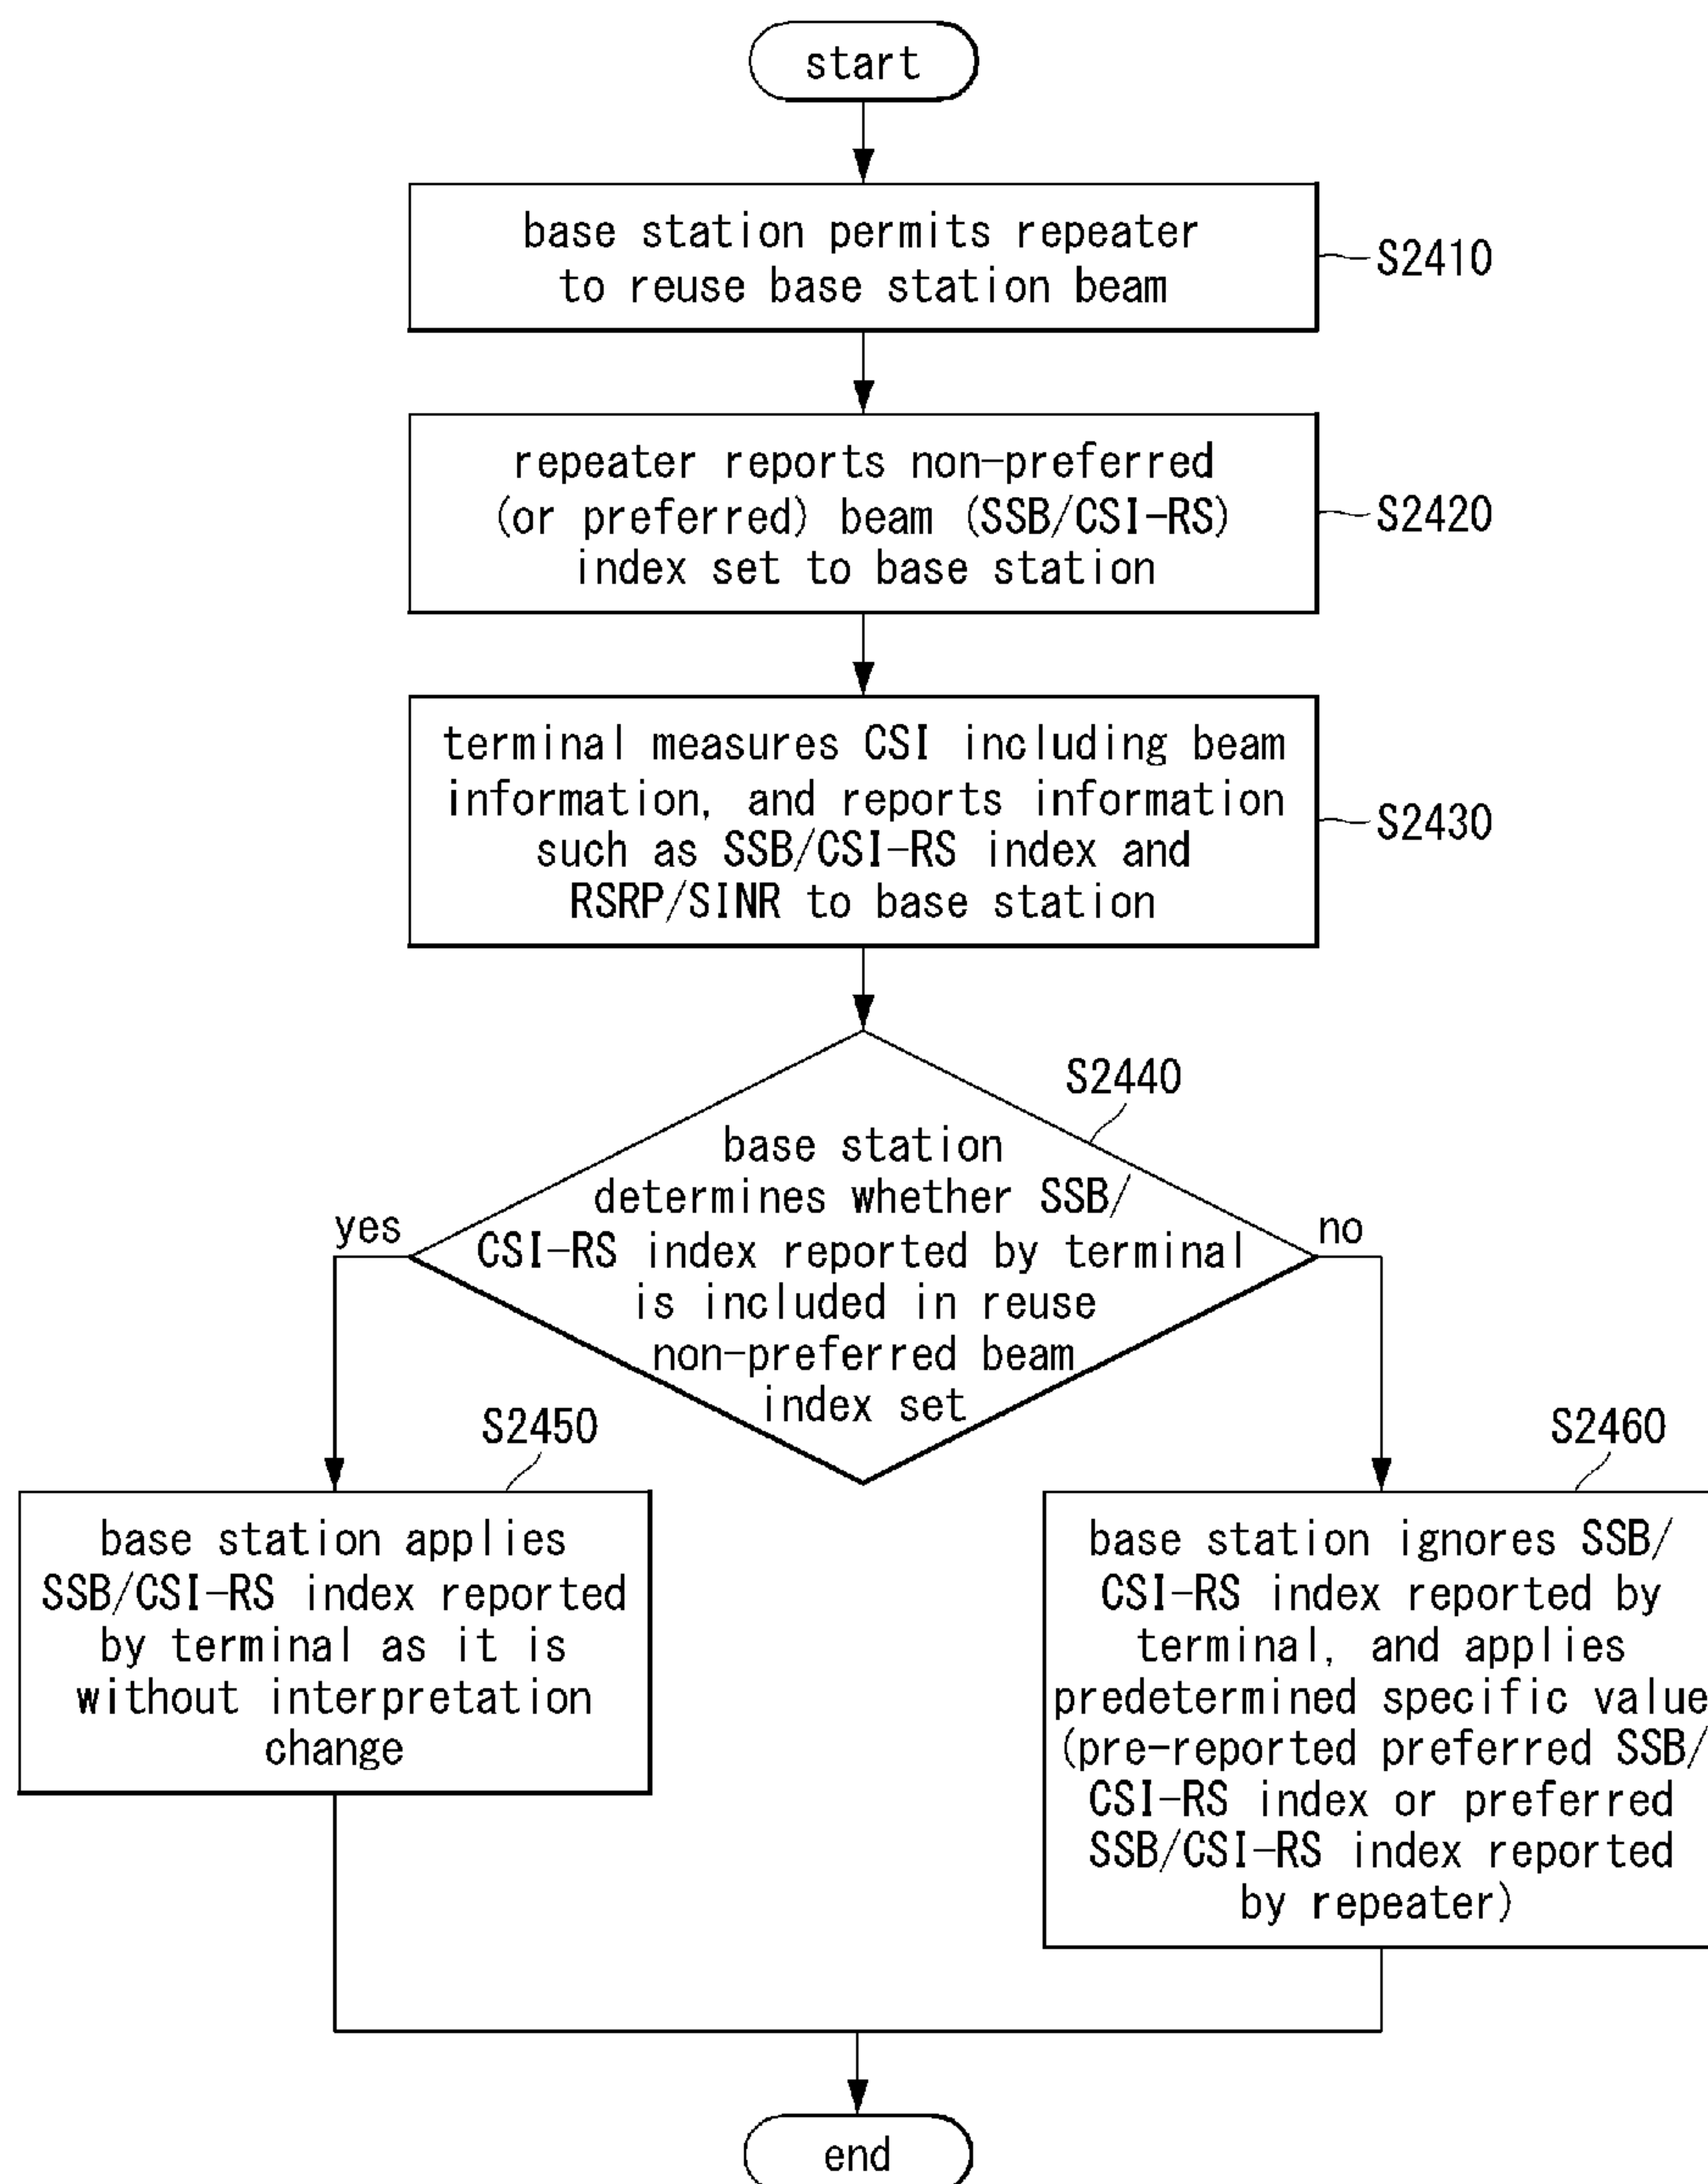 start
base station permits repeater
to reuse base station beam
S2410
repeater reports non-preferred
(or preferred) beam (SSB/CSI-RS)
index set to base station
S2420
terminal measures CSI including beam
information, and reports information
such as SSB/CSI-RS index and
RSRP/SINR to base station
S2430
S2440
base station
determines whether SSB/
CSI-RS index reported by terminal
is included in reuse
non-preferred beam
index set
yes
no
S2450
base station applies
SSB/CSI-RS index reported
by terminal as it is
without interpretation
change
S2460
base station ignores SSB/
CSI-RS index reported by
terminal, and applies
predetermined specific value
(pre-reported preferred SSB/
CSI-RS index or preferred
SSB/CSI-RS index reported
by repeater)
end